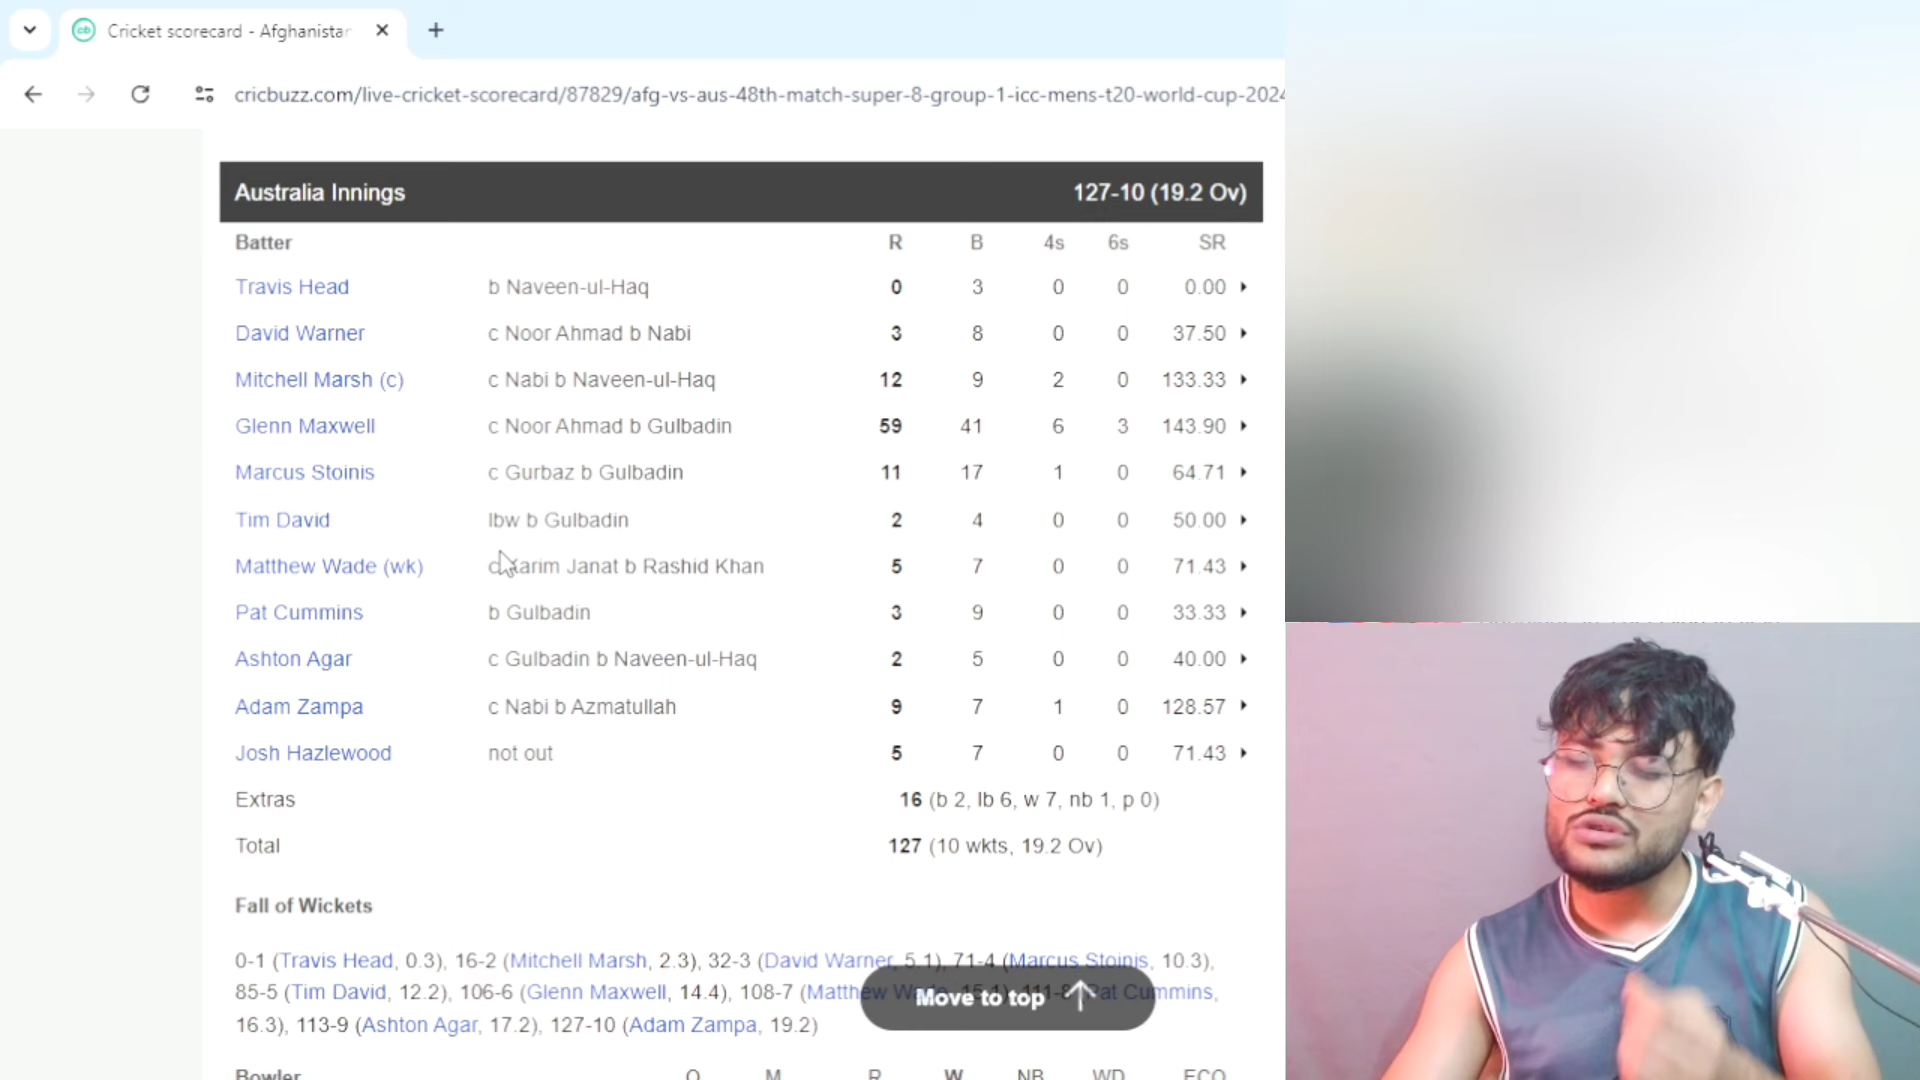 Cricket scorecard - Afghanistan
cricbuzz.com/live-cricket-scorecard/87829/afg-vs-aus-48th-match-super-8-group-1-icc-mens-t20-world-cup-2024
Australia Innings 127-10 (19.2 Ov)
Batter R B 4s 6s SR
Travis Head b Naveen-ul-Haq 0 3 0 0 0.00
David Warner c Noor Ahmad b Nabi 3 8 0 0 37.50
Mitchell Marsh (c) c Nabi b Naveen-ul-Haq 12 9 2 0 133.33
Glenn Maxwell c Noor Ahmad b Gulbadin 59 41 6 3 143.90
Marcus Stoinis c Gurbaz b Gulbadin 11 17 1 0 64.71
Tim David lbw b Gulbadin 2 4 0 0 50.00
Matthew Wade (wk) c Karim Janat b Rashid Khan 5 7 0 0 71.43
Pat Cummins b Gulbadin 3 9 0 0 33.33
Ashton Agar c Gulbadin b Naveen-ul-Haq 2 5 0 0 40.00
Adam Zampa c Nabi b Azmatullah 9 7 1 0 128.57
Josh Hazlewood not out 5 7 0 0 71.43
Extras 16 (b 2, lb 6, w 7, nb 1, p 0)
Total 127 (10 wkts, 19.2 Ov)
Fall of Wickets
0-1 (Travis Head, 0.3), 16-2 (Mitchell Marsh, 2.3), 32-3 (David Warner, 5.1), 71-4 (Marcus Stoinis, 10.3),
85-5 (Tim David, 12.2), 106-6 (Glenn Maxwell, 14.4), 108-7 (Matthew Wade, 15.1), 111-8 (Pat Cummins,
16.3), 113-9 (Ashton Agar, 17.2), 127-10 (Adam Zampa, 19.2)
Move to top
Bowler O M R W NB WD ECO